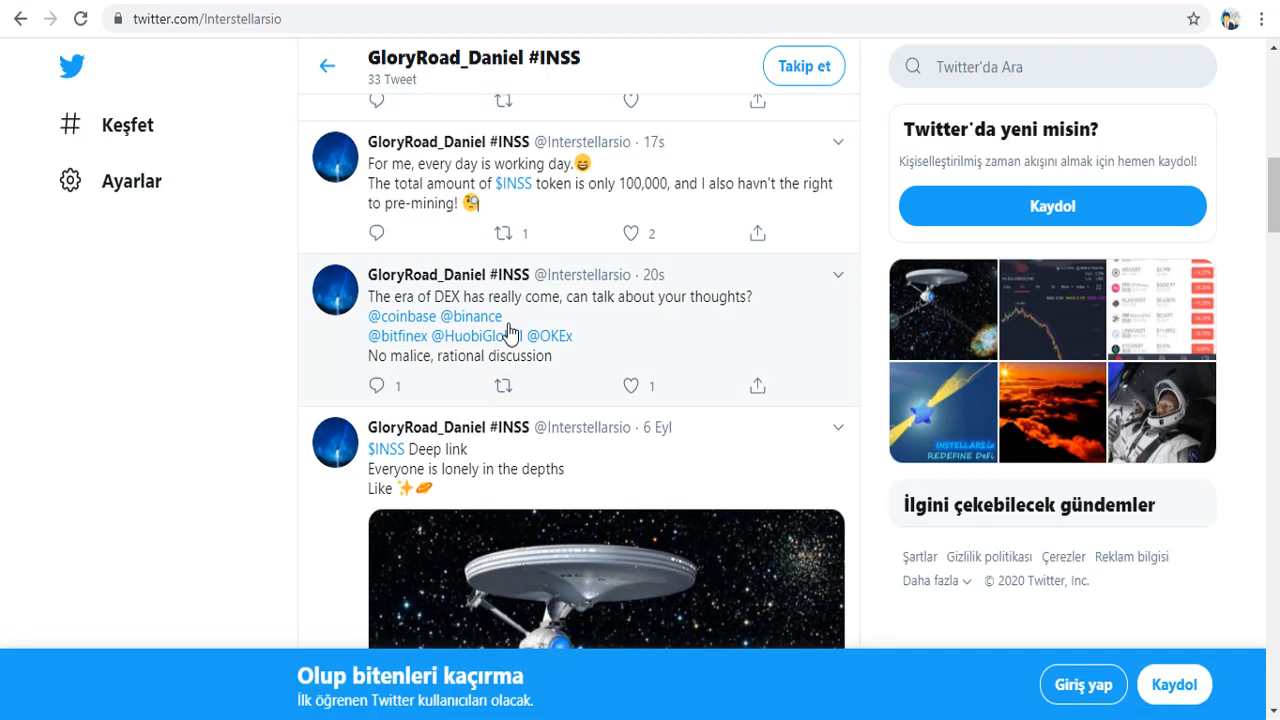 twitter.com/Interstellarsio
GloryRoad_Daniel #INSS
33 Tweet
Takip et
Twitter'da Ara
Keşfet
Ayarlar
GloryRoad_Daniel #INSS @Interstellarsio · 17s
For me, every day is working day.😄
The total amount of $INSS token is only 100,000, and I also havn't the right
to pre-mining! 🧐
1 2
GloryRoad_Daniel #INSS @Interstellarsio · 20s
The era of DEX has really come, can talk about your thoughts?
@coinbase @binance
@bitfinex @OKEx
No malice, rational discussion
1 1
GloryRoad_Daniel #INSS @Interstellarsio · 6 Eyl
$INSS Deep link
Everyone is lonely in the depths
Like ✨
Twitter'da yeni misin?
Kişiselleştirilmiş zaman akışını almak için hemen kaydol!
Kaydol
INSTELLARS.io
REDEFINE DeFi
İlgini çekebilecek gündemler
Şartlar Gizlilik politikası Çerezler Reklam bilgisi
Daha fazla © 2020 Twitter, Inc.
Olup bitenleri kaçırma
İlk öğrenen Twitter kullanıcıları olacak.
Giriş yap
Kaydol